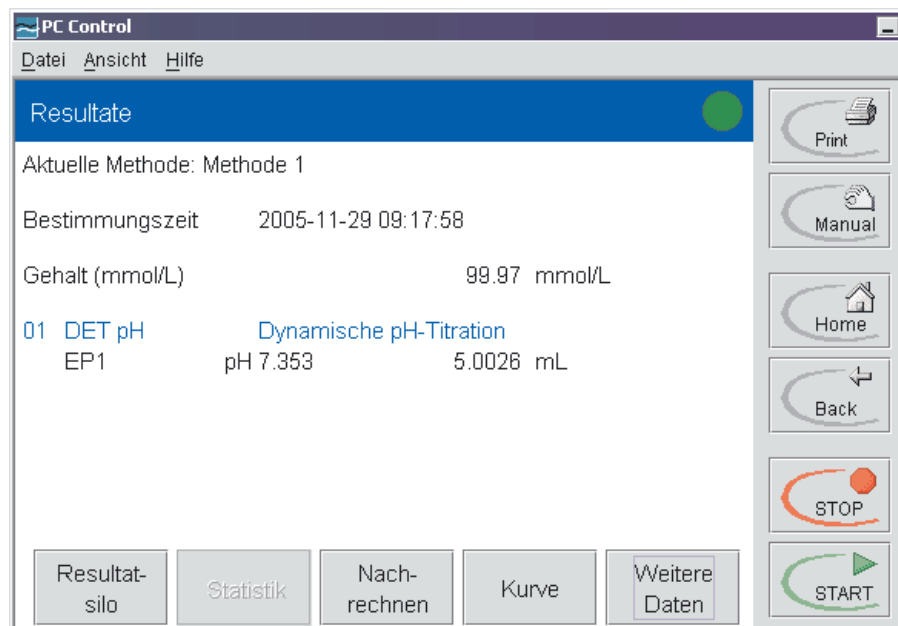 PC Control
Datei Ansicht Hilfe
Resultate
Aktuelle Methode: Methode 1
Bestimmungszeit 2005-11-29 09:17:58
Gehalt (mmol/L) 99.97 mmol/L
01 DET pH Dynamische pH-Titration
EP1 pH 7.353 5.0026 mL
Resultat-
silo
Statistik
Nach-
rechnen
Kurve
Weitere
Daten
Print
Manual
Home
Back
STOP
START